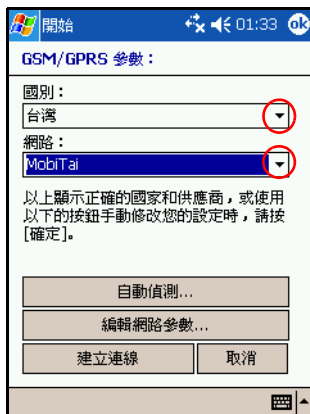 開始 01:33 ok
GSM/GPRS 參數：
國別：
台灣
網路：
MobiTai
以上顯示正確的國家和供應商，或使用
以下的按鈕手動修改您的設定時，請按
[確定]。
自動偵測...
編輯網路參數...
建立連線 取消